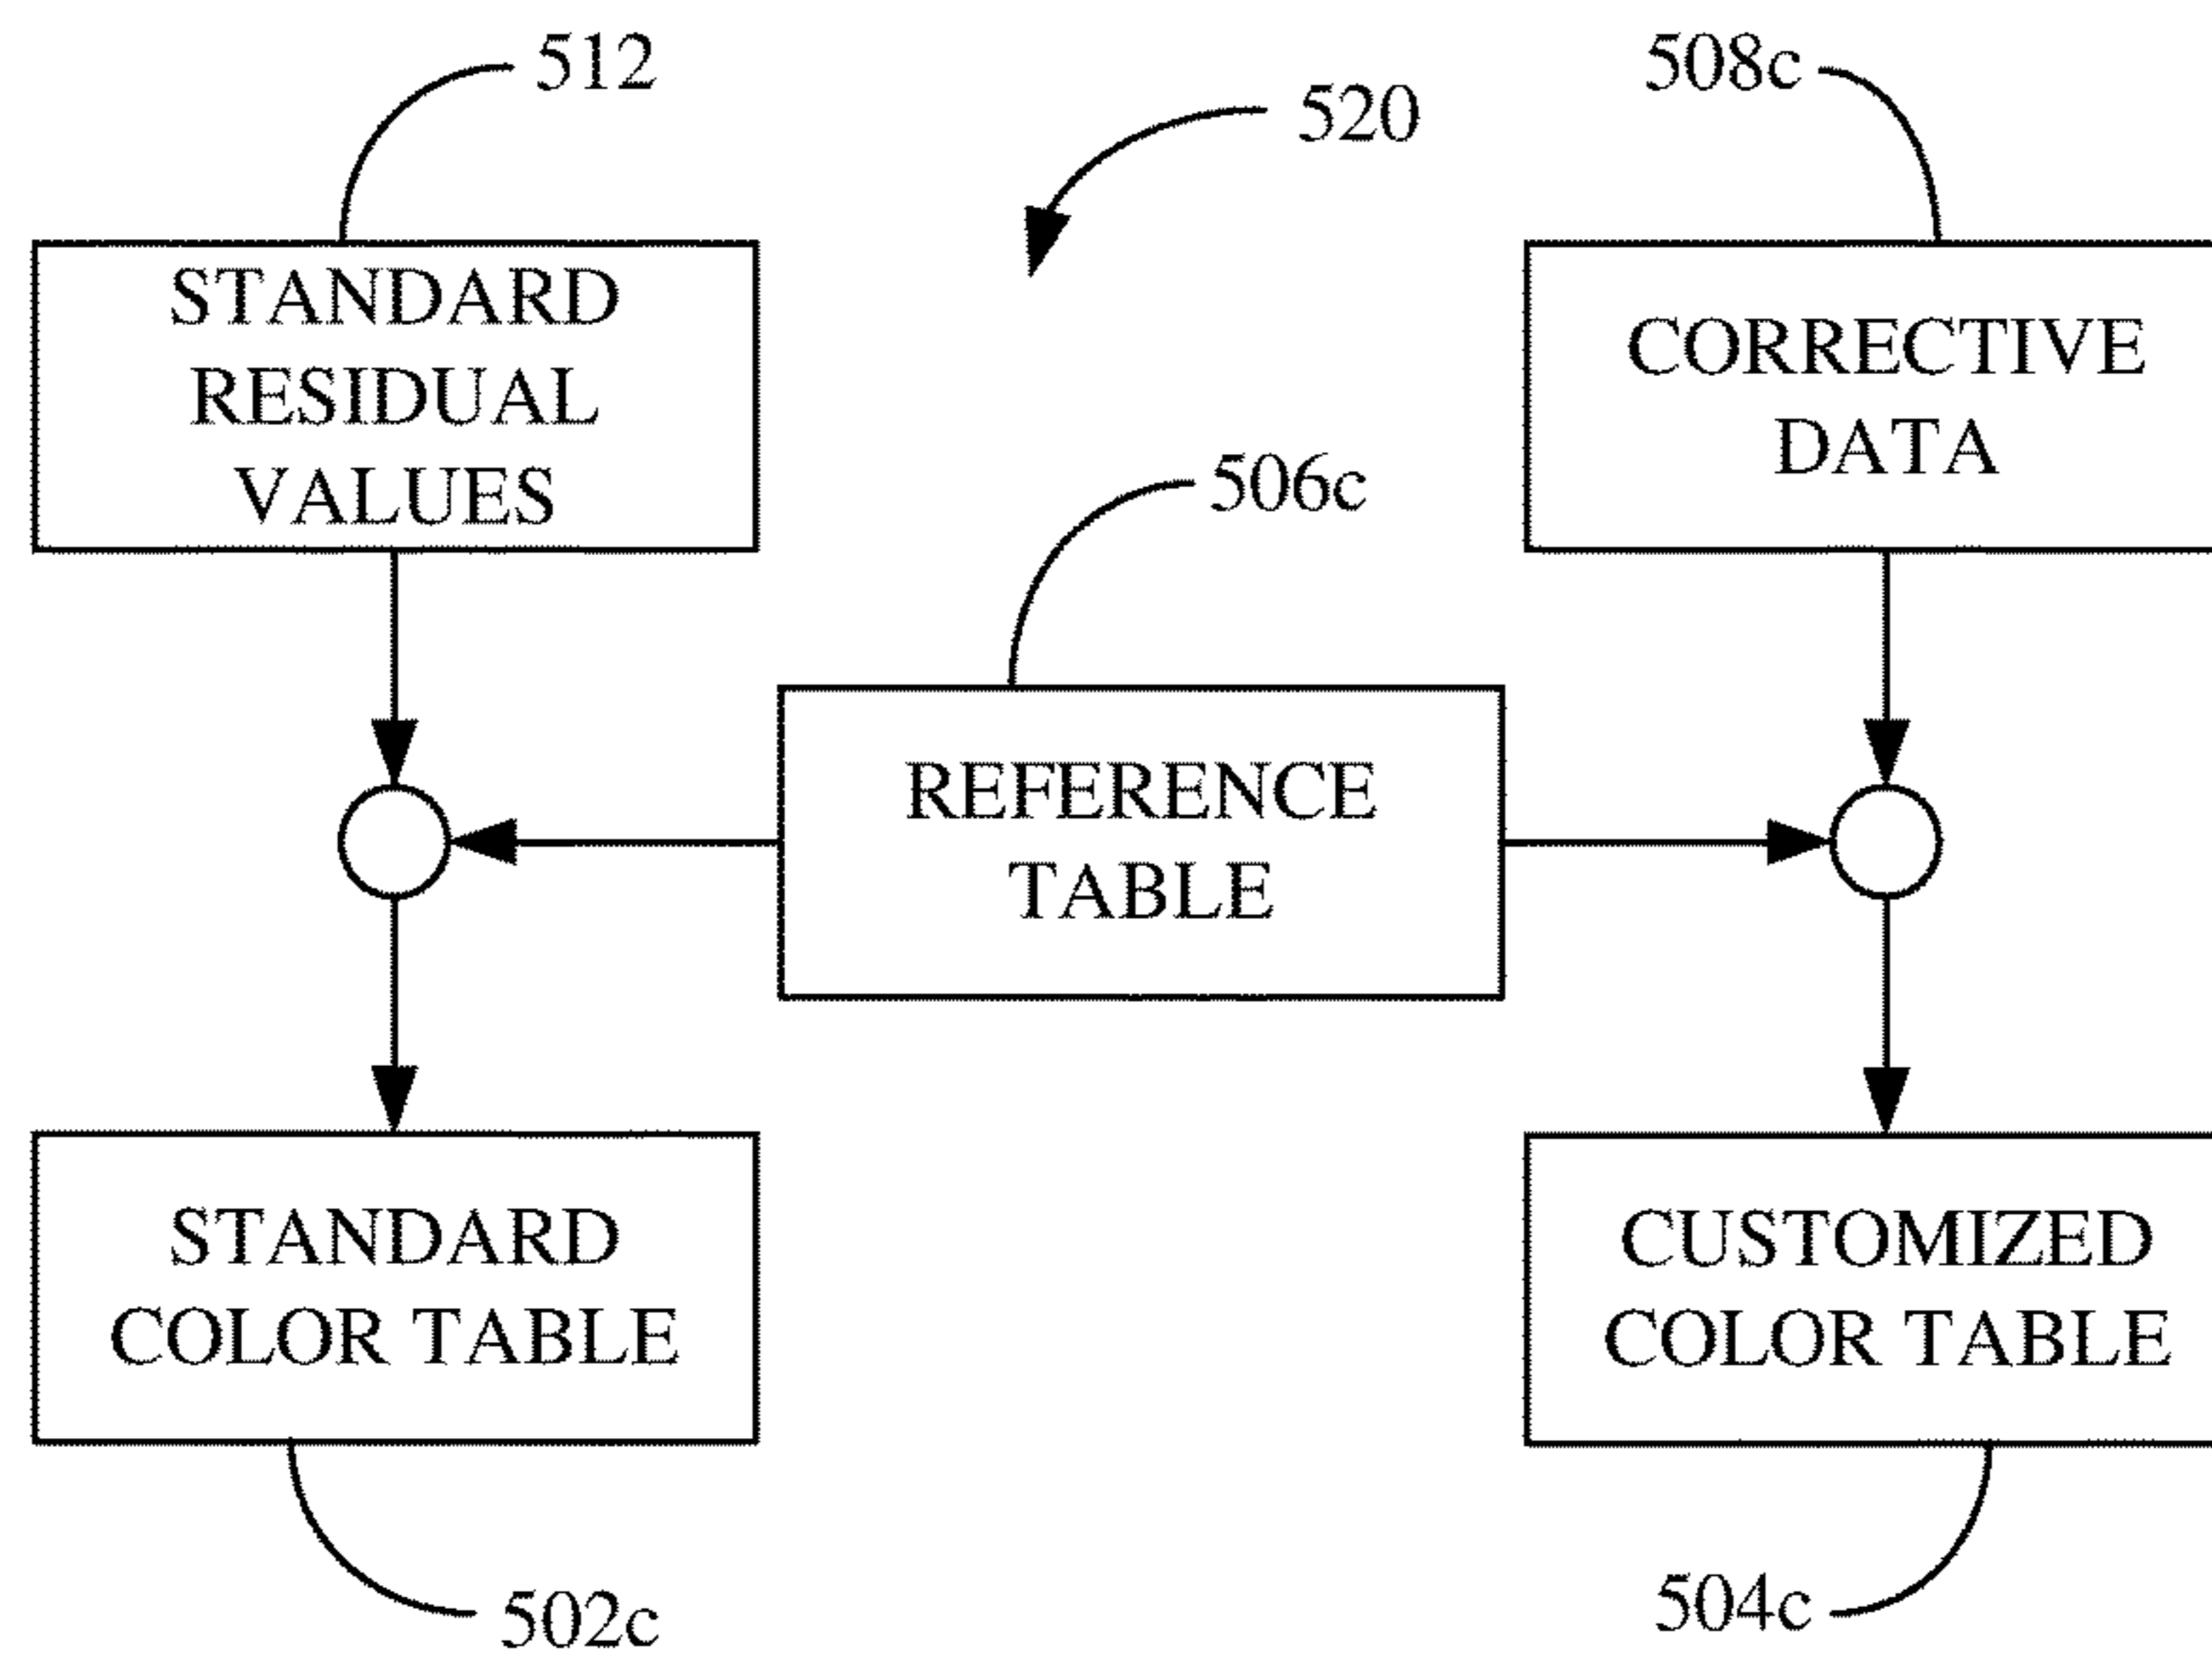 512
508c
520
STANDARD
RESIDUAL
VALUES
CORRECTIVE
DATA
506c
REFERENCE
TABLE
STANDARD
COLOR TABLE
CUSTOMIZED
COLOR TABLE
502c
504c